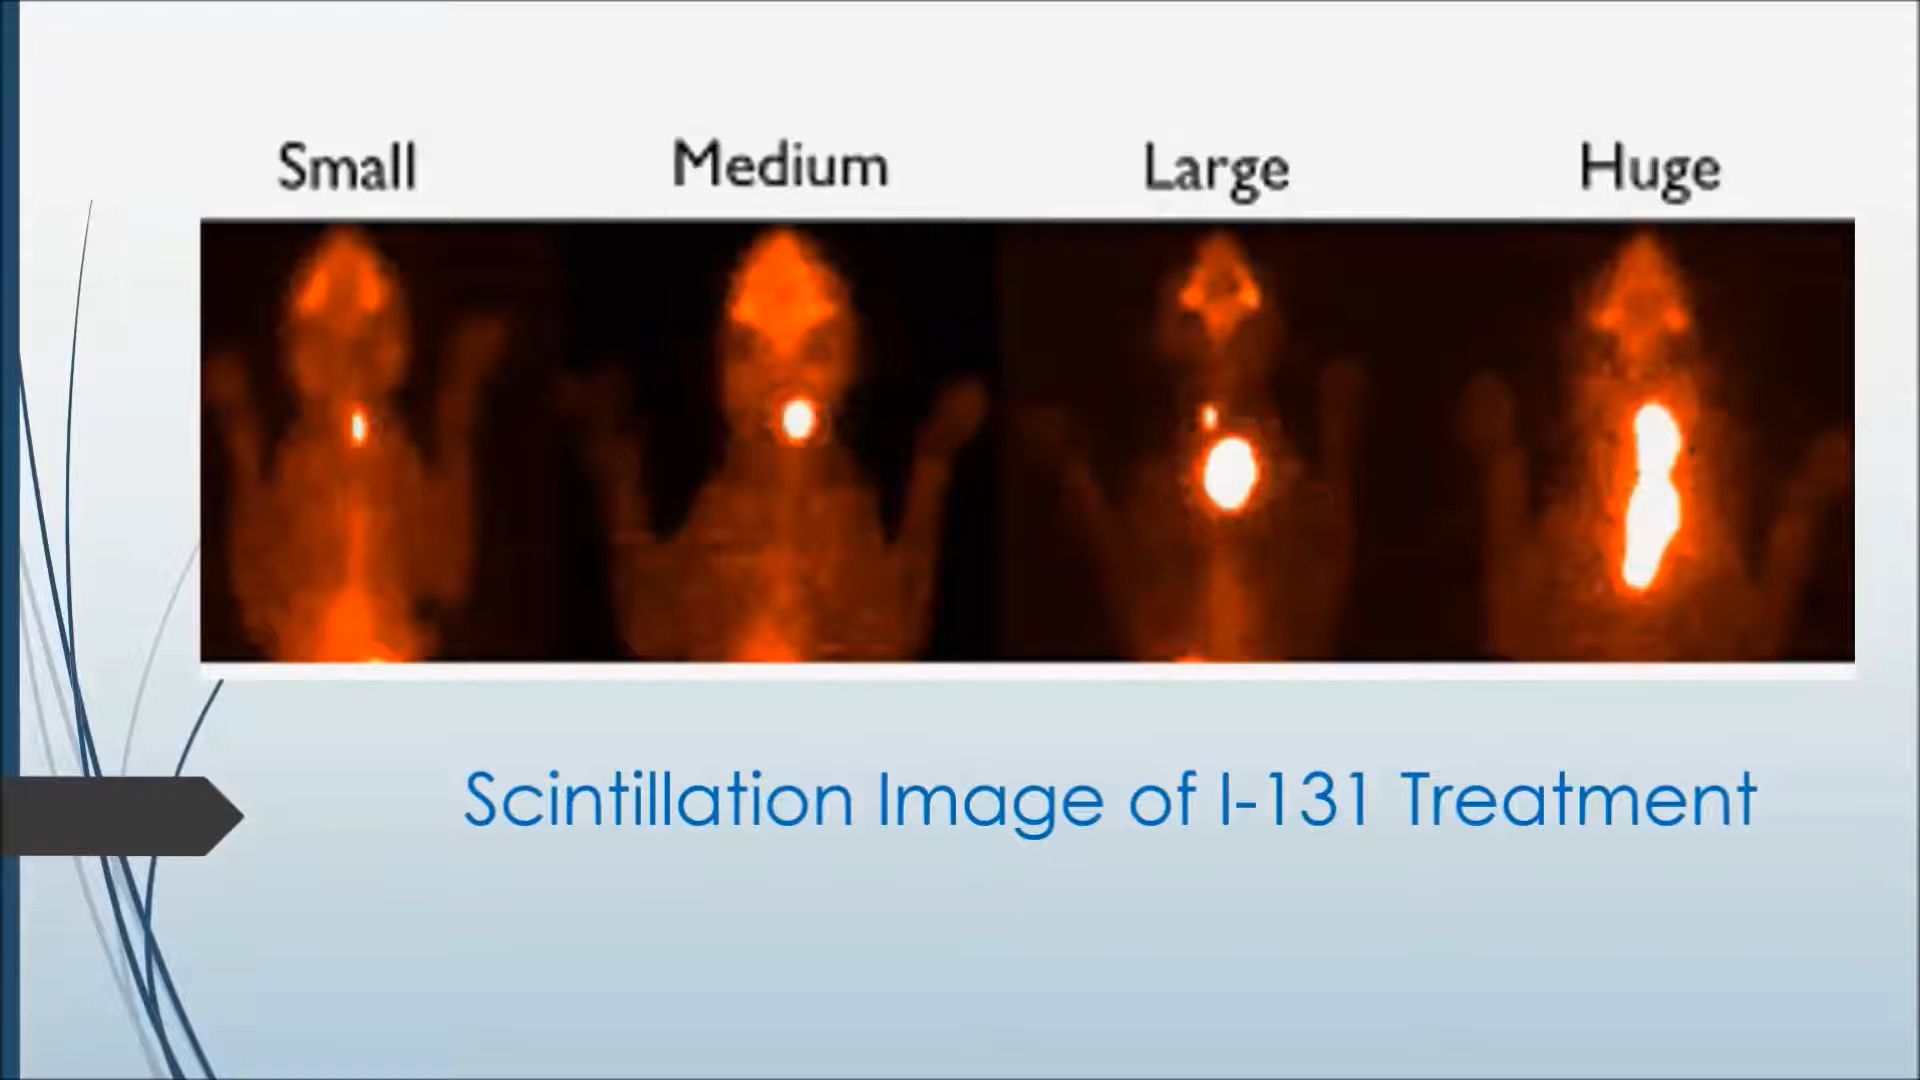 Small Medium Large Huge
Scintillation Image of I-131 Treatment